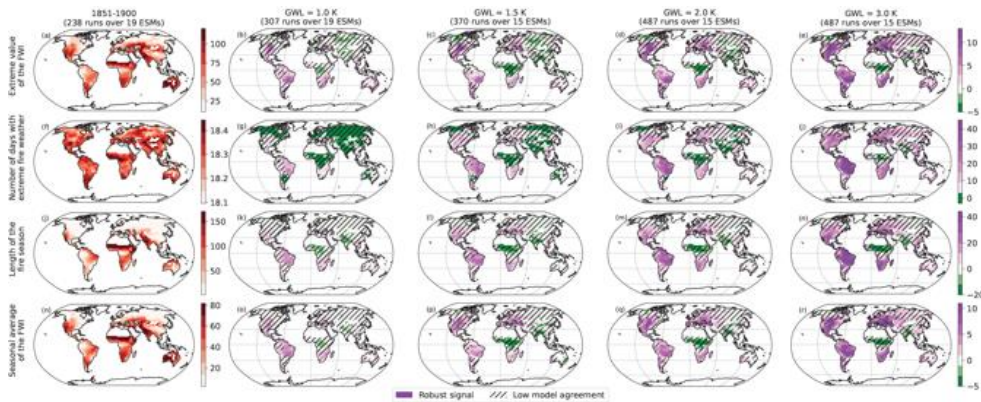 1851-1900
(238 runs over 19 ESMs)
GWL = 1.0 K
(307 runs over 19 ESMs)
GWL = 1.5 K
(370 runs over 15 ESMs)
GWL = 2.0 K
(487 runs over 15 ESMs)
GWL = 3.0 K
(487 runs over 15 ESMs)
Extreme value
of the FWI
(a)
100
75
50
25
(b)
(c)
(d)
(e)
10
5
0
−5
Number of days with
extreme fire weather
(f)
18.4
18.3
18.2
18.1
(g)
(h)
(i)
(j)
40
30
20
10
0
Length of the
fire season
(j)
150
100
50
(k)
(l)
(m)
(n)
40
20
0
−20
Seasonal average
of the FWI
(n)
80
60
40
20
(o)
(p)
(q)
(r)
10
5
0
−5
Robust signal
Low model agreement